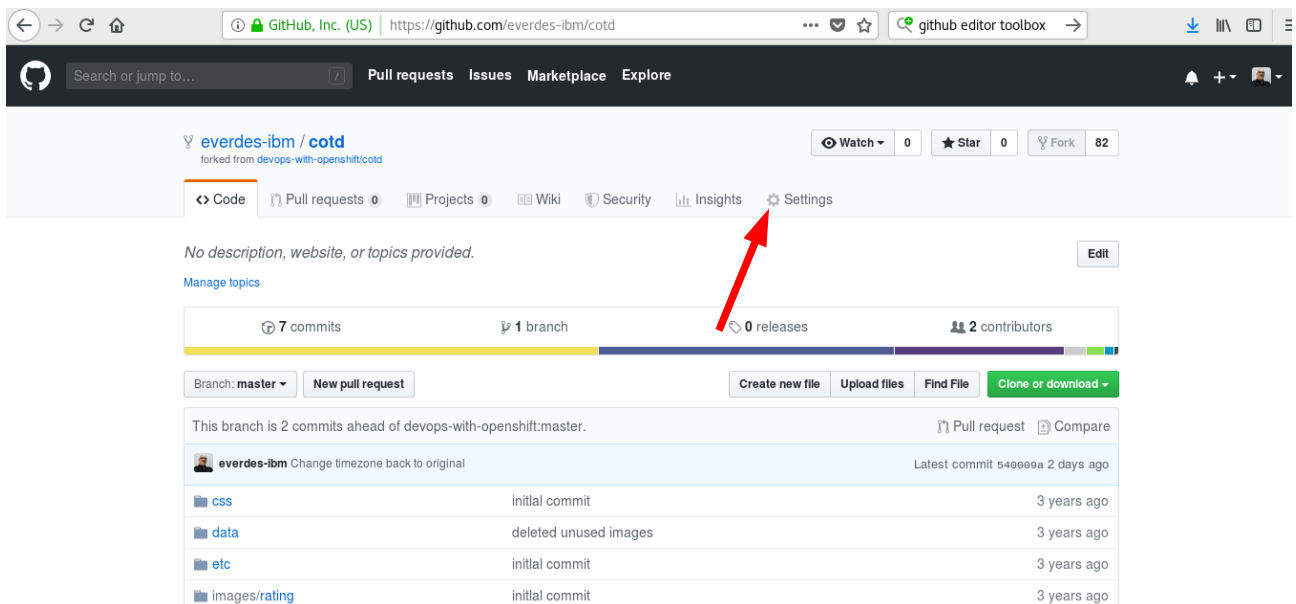 GitHub, Inc. (US) https://github.com/everdes-ibm/cotd ••• github editor toolbox
Search or jump to... / Pull requests Issues Marketplace Explore
everdes-ibm / cotd Watch 0 Star 0 Fork 82
forked from devops-with-openshift/cotd
Code Pull requests 0 Projects 0 Wiki Security Insights Settings
No description, website, or topics provided. Edit
Manage topics
7 commits 1 branch 0 releases 2 contributors
Branch: master New pull request Create new file Upload files Find File Clone or download
This branch is 2 commits ahead of devops-with-openshift:master. Pull request Compare
everdes-ibm Change timezone back to original Latest commit 540009a 2 days ago
css initlal commit 3 years ago
data deleted unused images 3 years ago
etc initlal commit 3 years ago
images/rating initlal commit 3 years ago